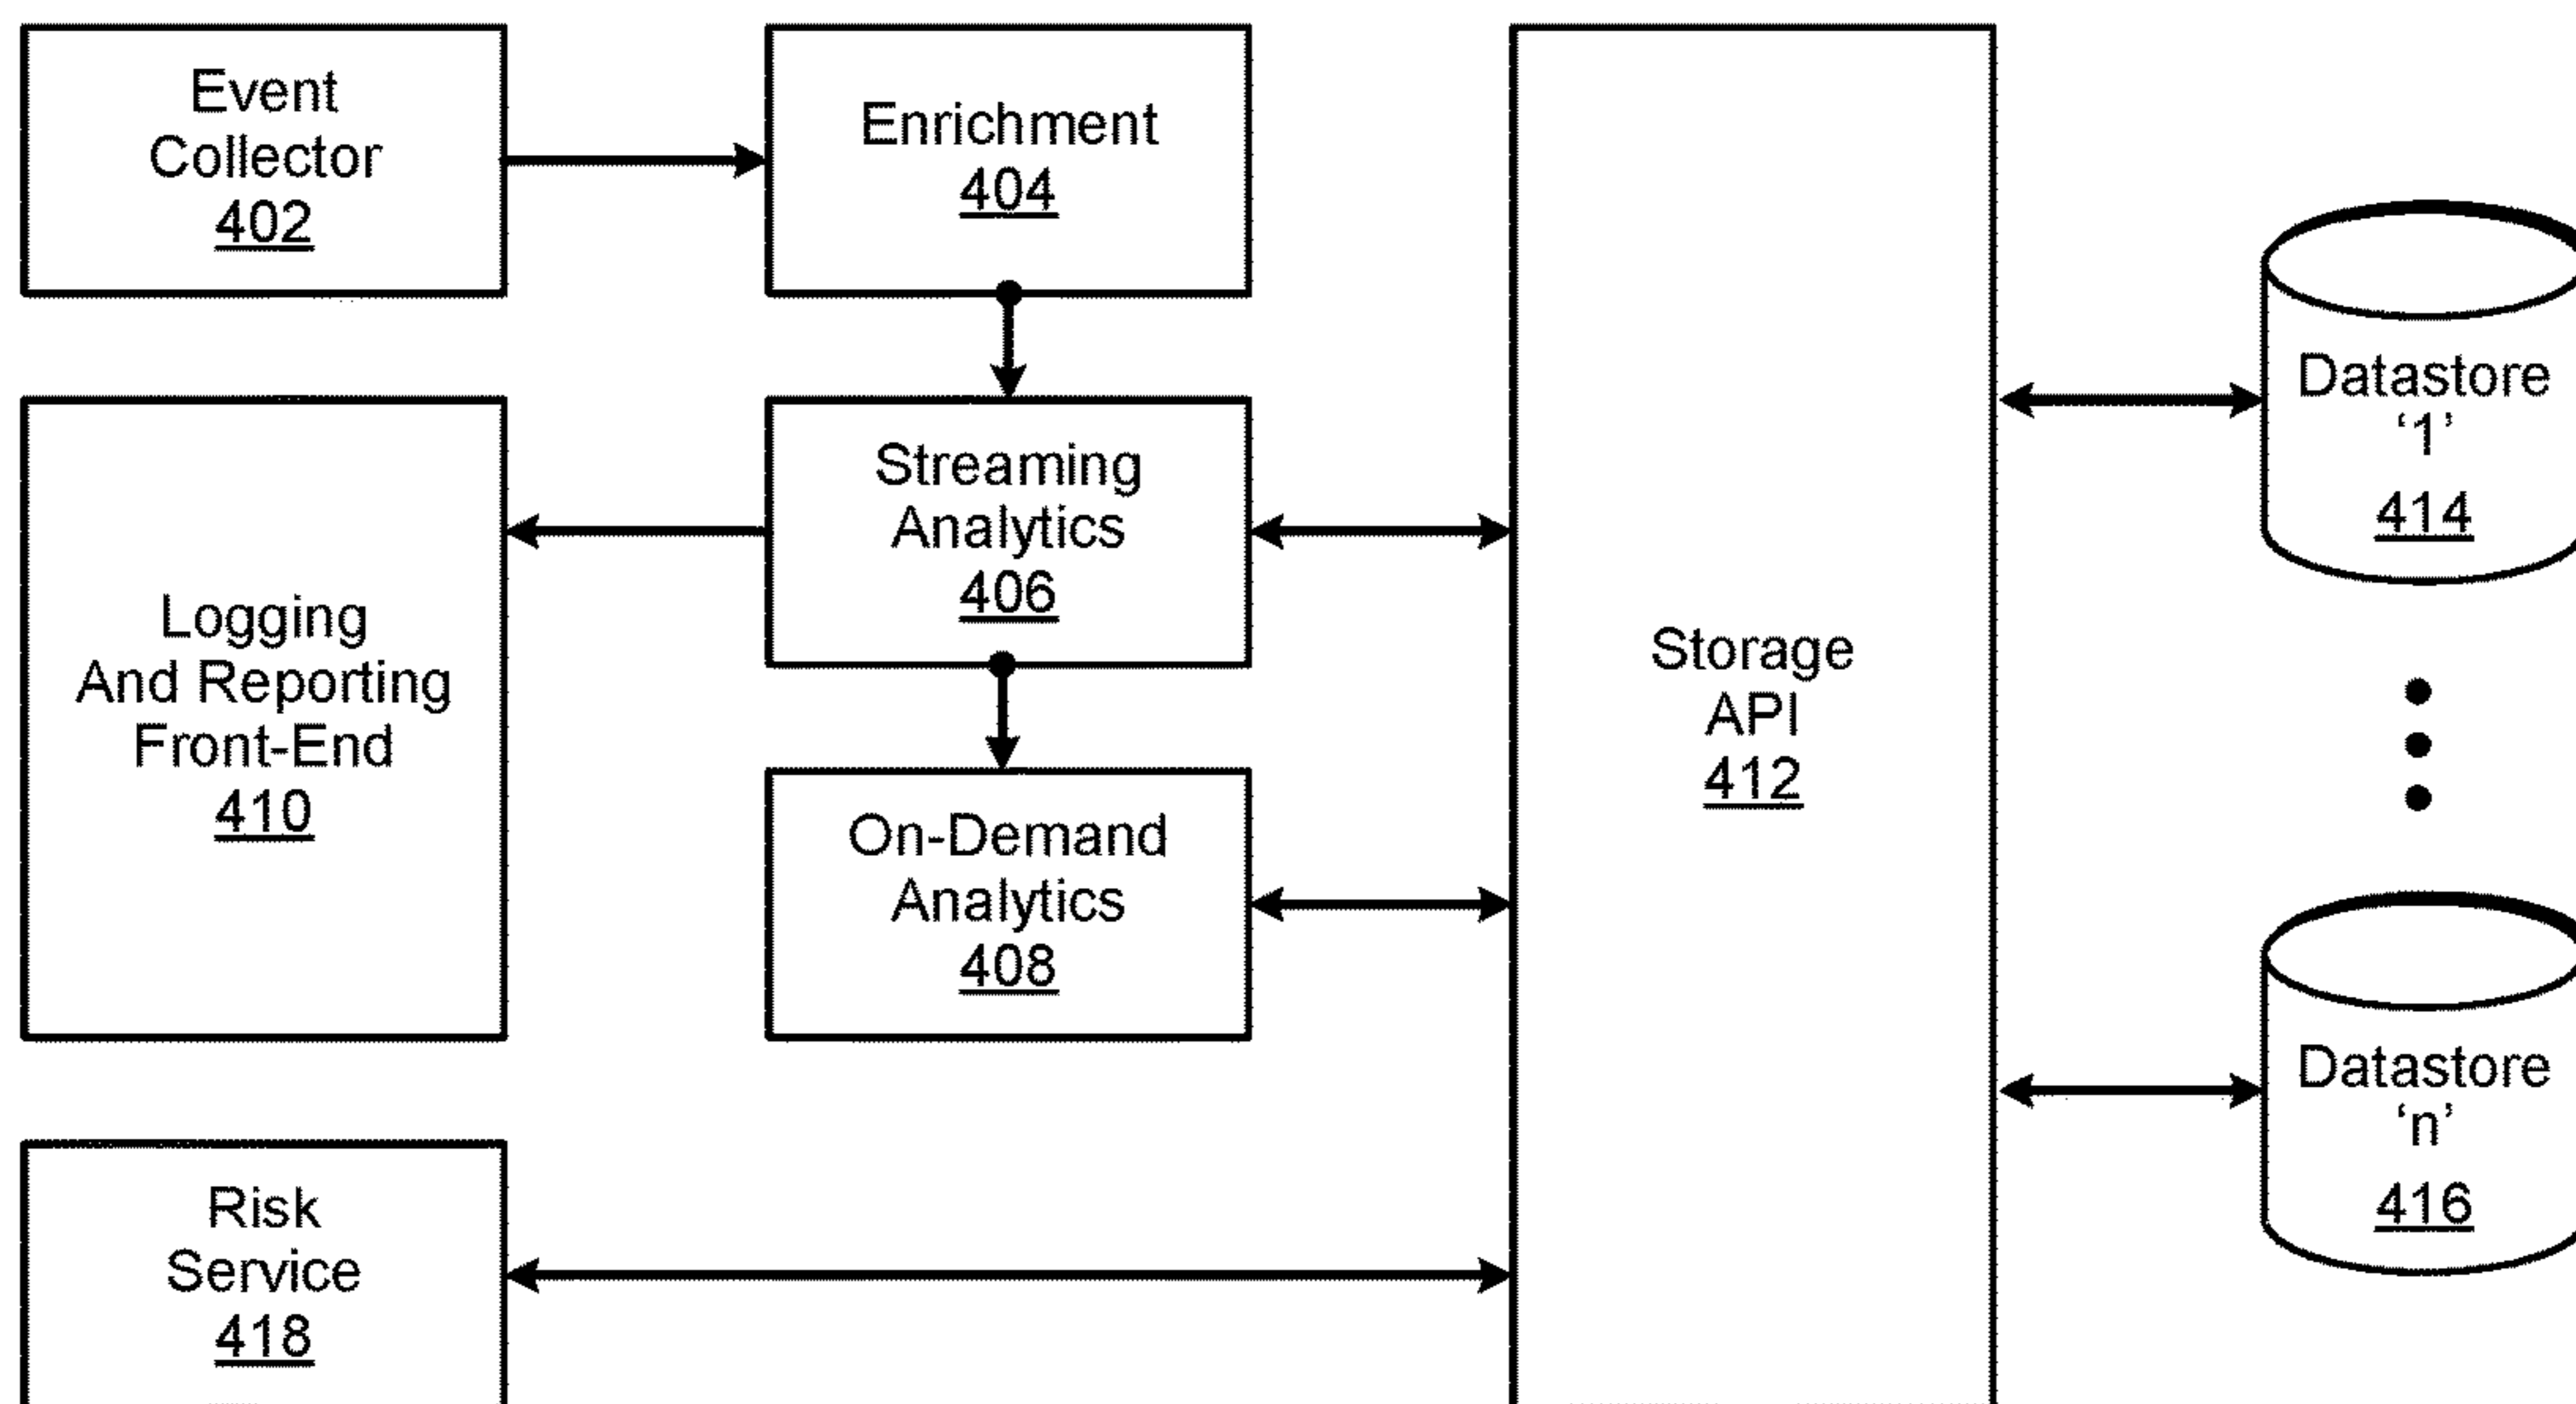 Event
Collector
402
Enrichment
404
Streaming
Analytics
406
Logging
And Reporting
Front-End
410
On-Demand
Analytics
408
Risk
Service
418
Storage
API
412
Datastore
‘1’
414
Datastore
‘n’
416